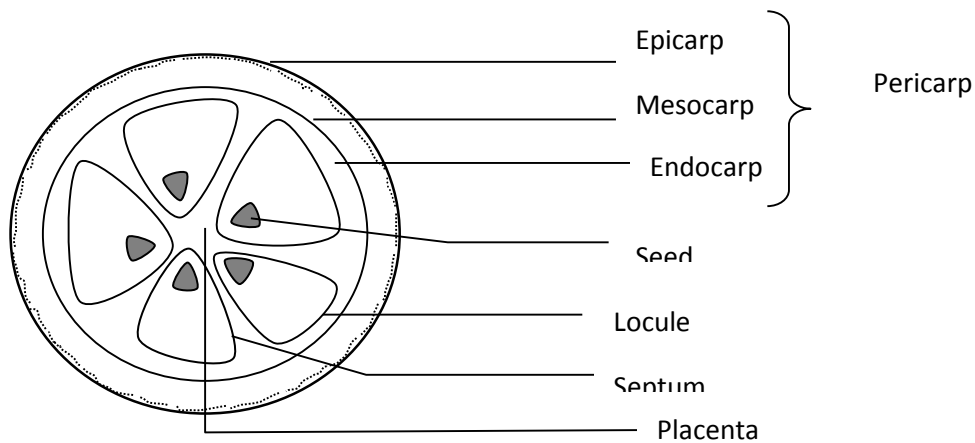 Epicarp
Pericarp
Mesocarp
Endocarp
Seed
Locule
Septum
Placenta